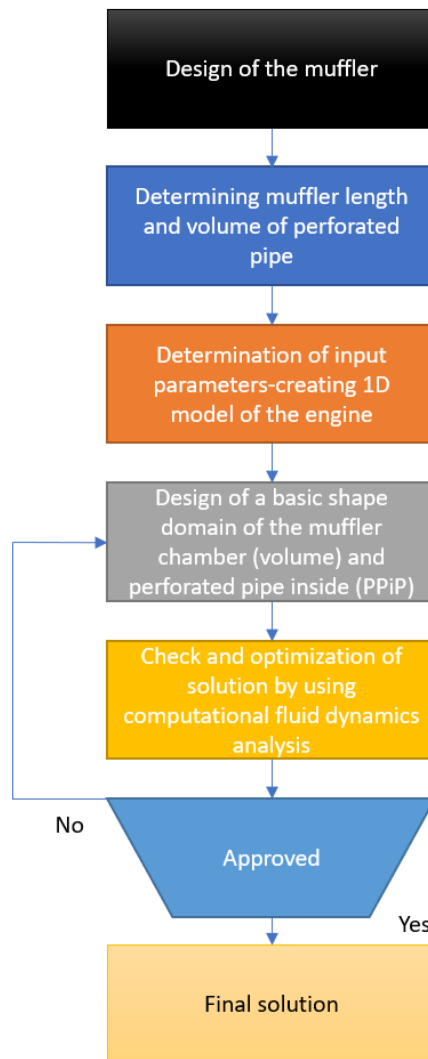 Design of the muffler
Determining muffler length
and volume of perforated
pipe
Determination of input
parameters-creating 1D
model of the engine
Design of a basic shape
domain of the muffler
chamber (volume) and
perforated pipe inside (PPiP)
Check and optimization of
solution by using
computational fluid dynamics
analysis
No
Approved
Yes
Final solution